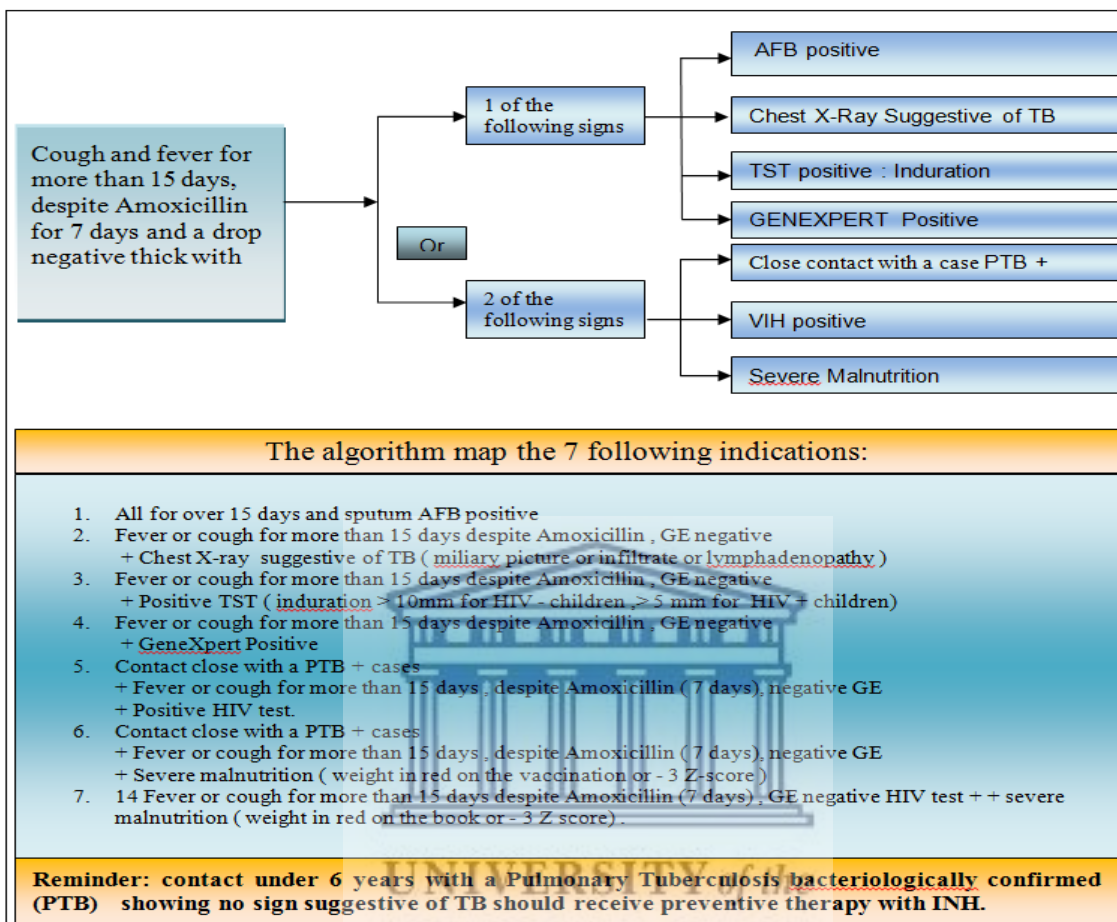 Cough and fever for
more than 15 days,
despite Amoxicillin
for 7 days and a drop
negative thick with
1 of the
following signs
Or
2 of the
following signs
AFB positive
Chest X-Ray Suggestive of TB
TST positive : Induration
GENEXPERT Positive
Close contact with a case PTB +
VIH positive
Severe Malnutrition
The algorithm map the 7 following indications:
1. All for over 15 days and sputum AFB positive
2. Fever or cough for more than 15 days despite Amoxicillin , GE negative
+ Chest X-ray suggestive of TB ( miliary picture or infiltrate or lymphadenopathy )
3. Fever or cough for more than 15 days despite Amoxicillin , GE negative
+ Positive TST ( induration > 10mm for HIV - children ,> 5 mm for HIV + children)
4. Fever or cough for more than 15 days despite Amoxicillin , GE negative
+ GeneXpert Positive
5. Contact close with a PTB + cases
+ Fever or cough for more than 15 days , despite Amoxicillin ( 7 days), negative GE
+ Positive HIV test.
6. Contact close with a PTB + cases
+ Fever or cough for more than 15 days , despite Amoxicillin ( 7 days), negative GE
+ Severe malnutrition ( weight in red on the vaccination or - 3 Z-score )
7. 14 Fever or cough for more than 15 days despite Amoxicillin (7 days) , GE negative HIV test + + severe
malnutrition ( weight in red on the book or - 3 Z score) .
UNIVERSITY of the
Reminder: contact under 6 years with a Pulmonary Tuberculosis bacteriologically confirmed
(PTB) showing no sign suggestive of TB should receive preventive therapy with INH.